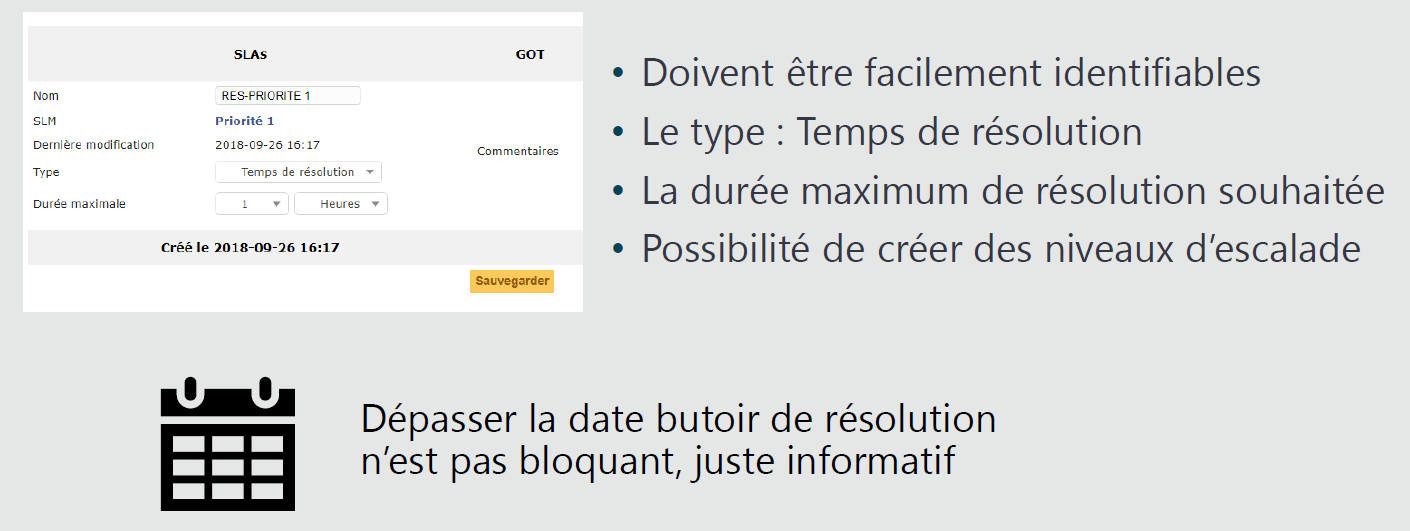 SLAs GOT
Nom RES-PRIORITE 1
SLM Priorité 1
Dernière modification 2018-09-26 16:17
Commentaires
Type Temps de résolution
Durée maximale 1 Heures
Créé le 2018-09-26 16:17
Sauvegarder
• Doivent être facilement identifiables
• Le type : Temps de résolution
• La durée maximum de résolution souhaitée
• Possibilité de créer des niveaux d’escalade
Dépasser la date butoir de résolution
n’est pas bloquant, juste informatif